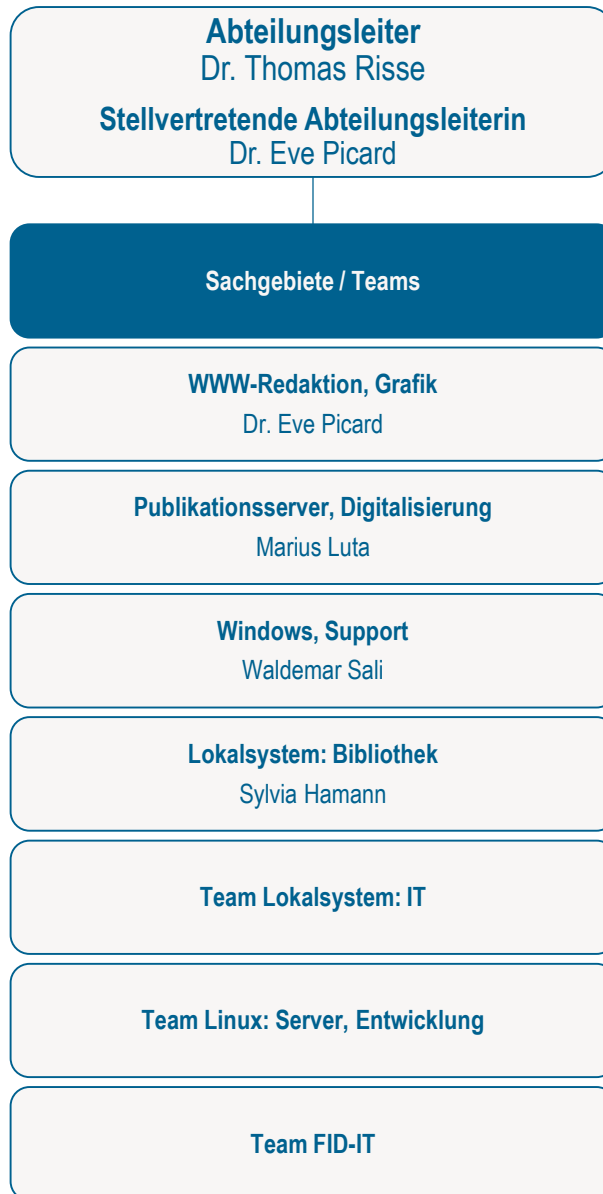 Abteilungsleiter
Dr. Thomas Risse
Stellvertretende Abteilungsleiterin
Dr. Eve Picard
Sachgebiete / Teams
WWW-Redaktion, Grafik
Dr. Eve Picard
Publikationsserver, Digitalisierung
Marius Luta
Windows, Support
Waldemar Sali
Lokalsystem: Bibliothek
Sylvia Hamann
Team Lokalsystem: IT
Team Linux: Server, Entwicklung
Team FID-IT